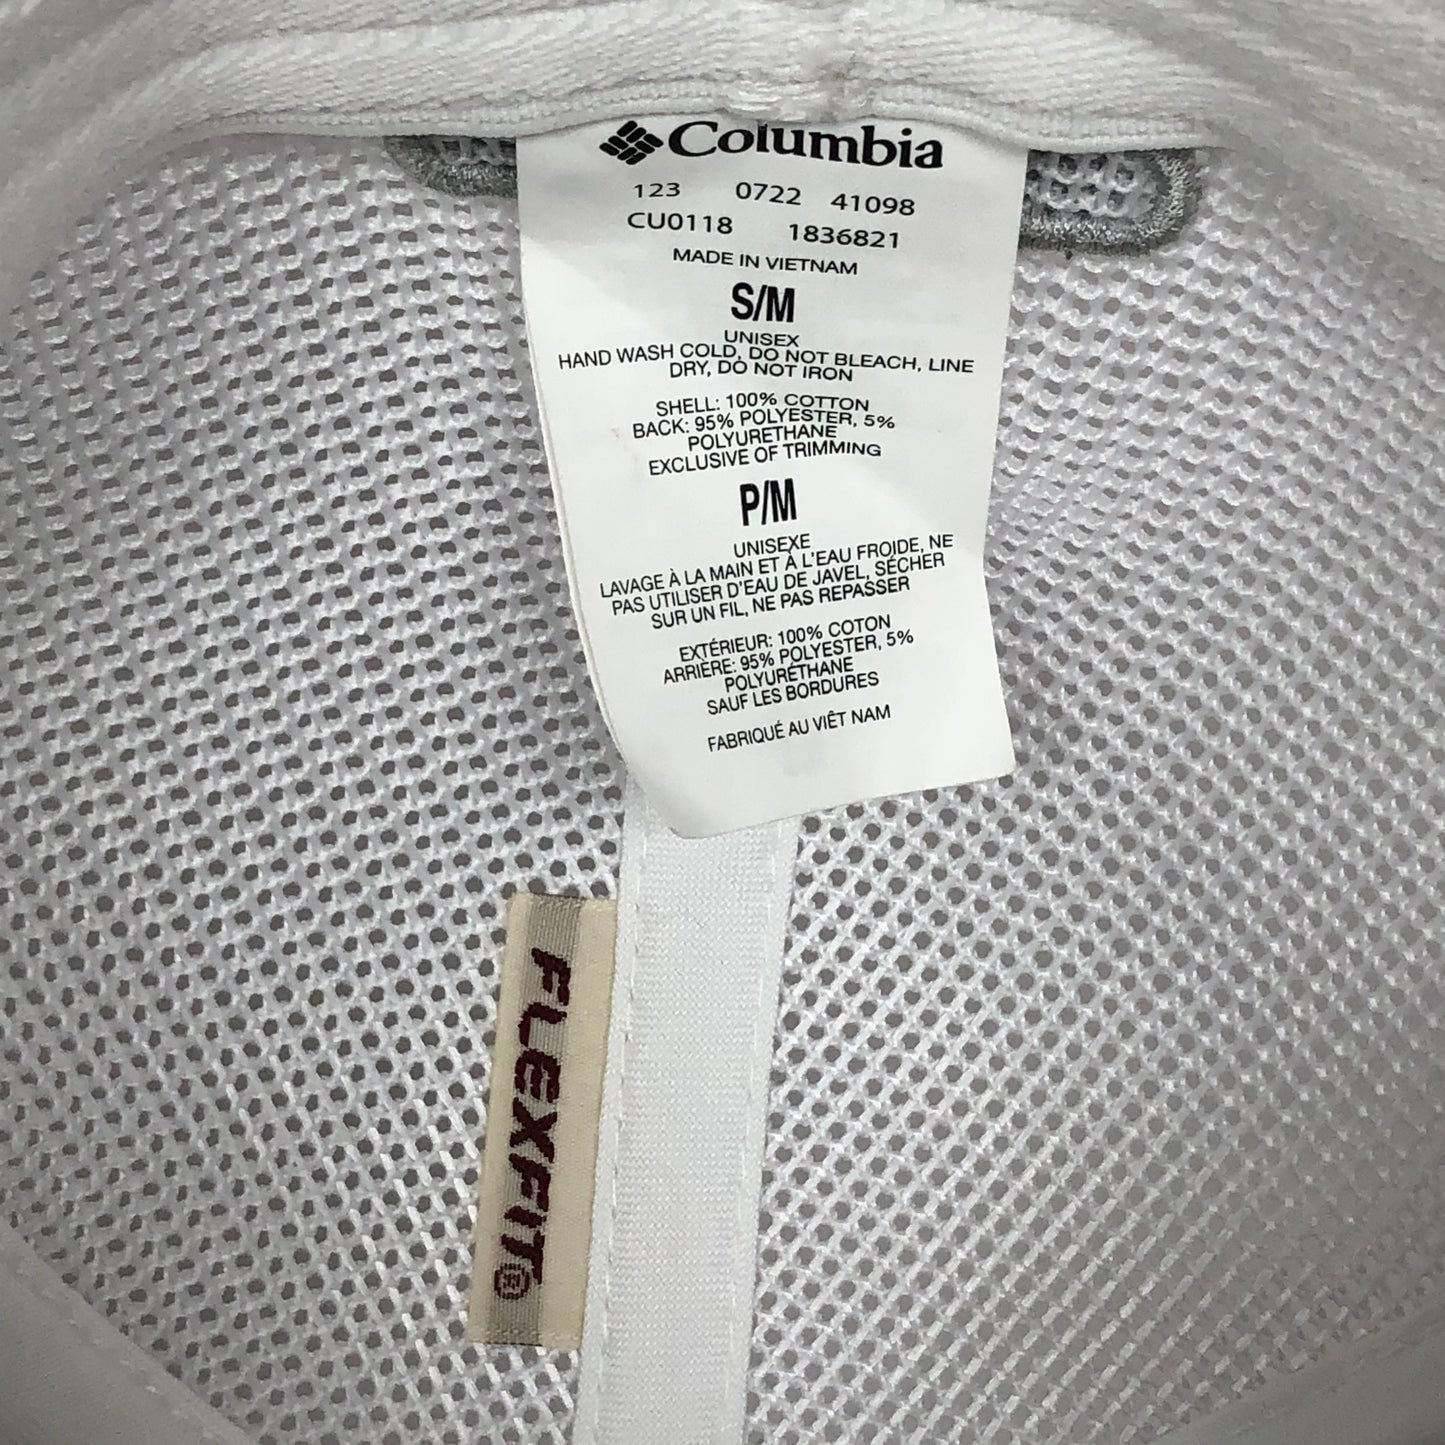 Columbia
123 0722 41098
CU0118 1836821
MADE IN VIETNAM
S/M
UNISEX
HAND WASH COLD, DO NOT BLEACH, LINE
DRY, DO NOT IRON
SHELL: 100% COTTON
BACK: 95% POLYESTER, 5%
POLYURETHANE
EXCLUSIVE OF TRIMMING
P/M
UNISEXE
LAVAGE À LA MAIN ET À L'EAU FROIDE, NE
PAS UTILISER D'EAU DE JAVEL, SÉCHER
SUR UN FIL, NE PAS REPASSER
EXTÉRIEUR: 100% COTON
ARRIÈRE: 95% POLYESTER, 5%
POLYURÉTHANE
SAUF LES BORDURES
FABRIQUÉ AU VIÊT NAM
FLEXFIT®